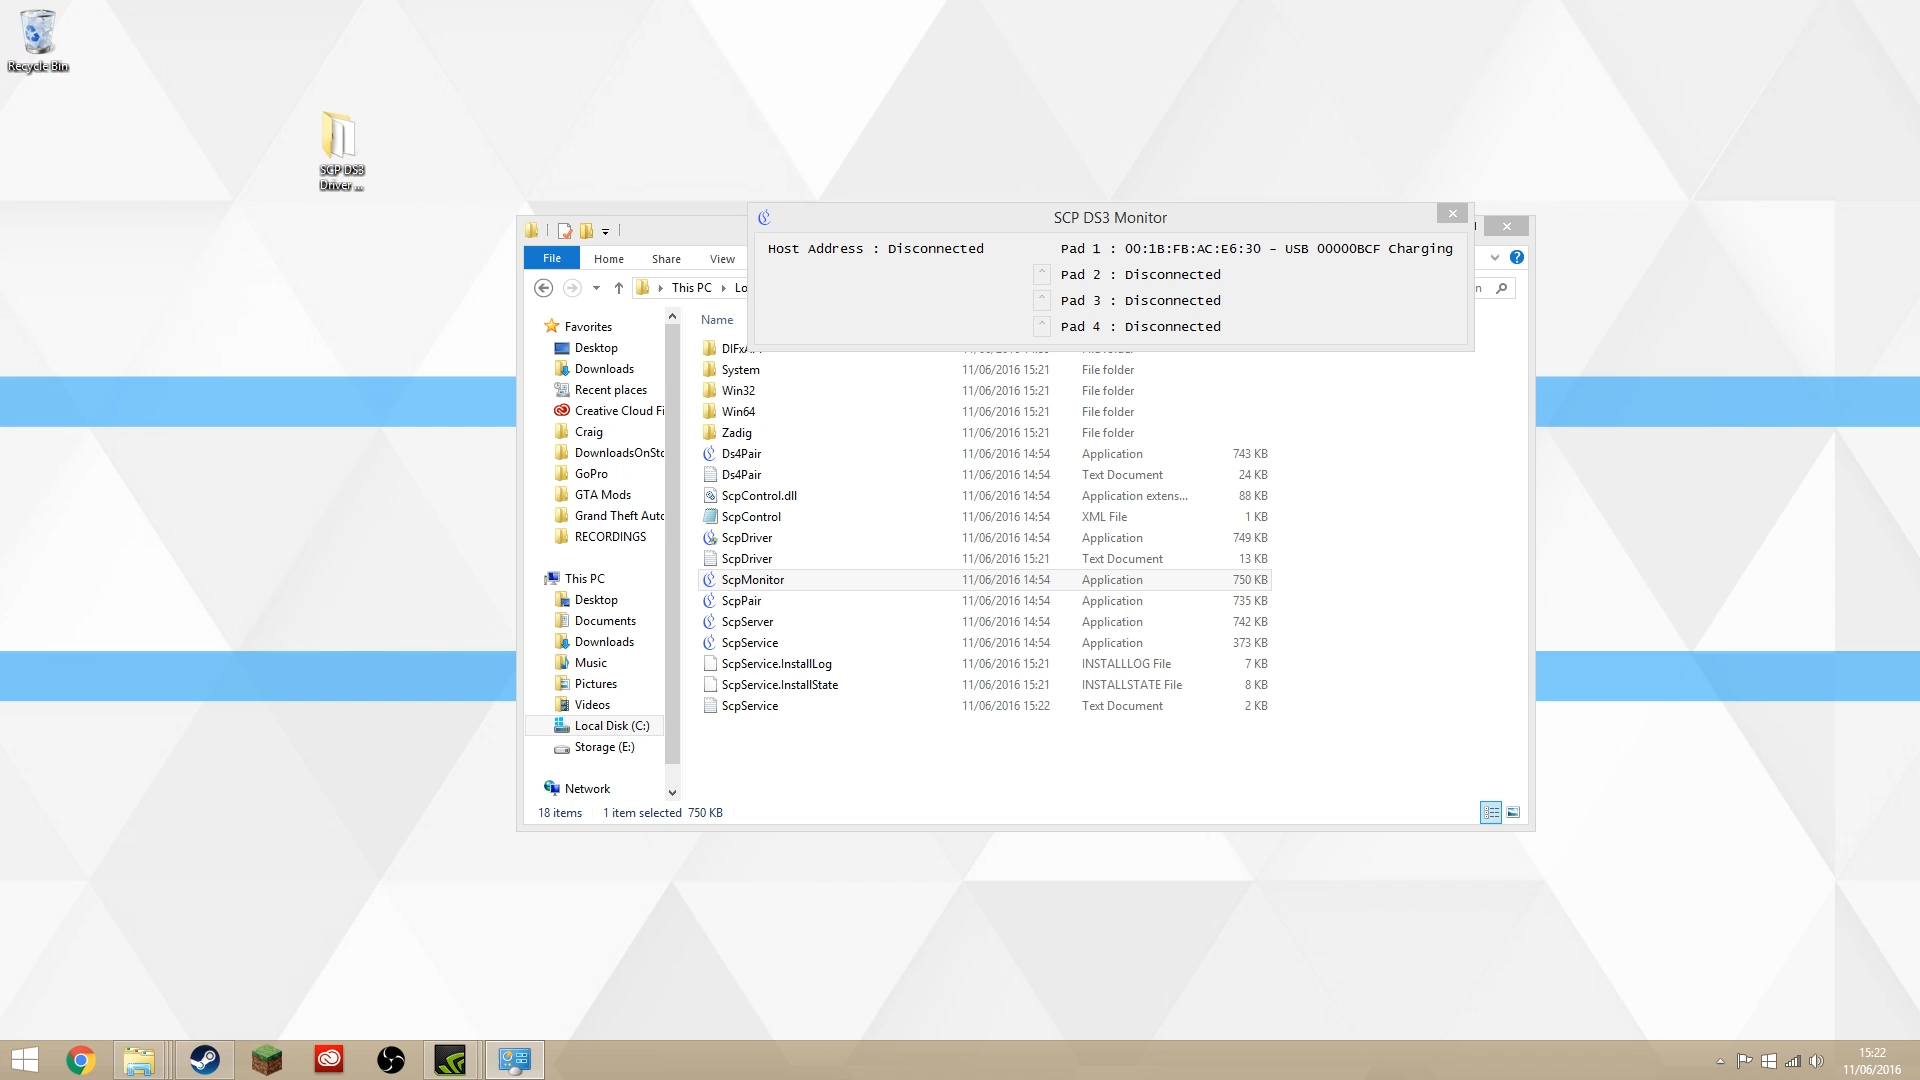 Recycle Bin
SCP DS3
Driver ...
SCP DS3 Monitor
Host Address : Disconnected
Pad 1 : 00:1B:FB:AC:E6:30 - USB 00000BCF Charging
Pad 2 : Disconnected
Pad 3 : Disconnected
Pad 4 : Disconnected
File Home Share View
This PC Lo
Name
Favorites
Desktop
Downloads
Recent places
Creative Cloud Fi
Craig
DownloadsOnSto
GoPro
GTA Mods
Grand Theft Auto
RECORDINGS
This PC
Desktop
Documents
Downloads
Music
Pictures
Videos
Local Disk (C:)
Storage (E:)
Network
System 11/06/2016 15:21 File folder
Win32 11/06/2016 15:21 File folder
Win64 11/06/2016 15:21 File folder
Zadig 11/06/2016 15:21 File folder
Ds4Pair 11/06/2016 14:54 Application 743 KB
Ds4Pair 11/06/2016 14:54 Text Document 24 KB
ScpControl.dll 11/06/2016 14:54 Application extens... 88 KB
ScpControl 11/06/2016 14:54 XML File 1 KB
ScpDriver 11/06/2016 14:54 Application 749 KB
ScpDriver 11/06/2016 15:21 Text Document 13 KB
ScpMonitor 11/06/2016 14:54 Application 750 KB
ScpPair 11/06/2016 14:54 Application 735 KB
ScpServer 11/06/2016 14:54 Application 742 KB
ScpService 11/06/2016 14:54 Application 373 KB
ScpService.InstallLog 11/06/2016 15:21 INSTALLLOG File 7 KB
ScpService.InstallState 11/06/2016 15:21 INSTALLSTATE File 8 KB
ScpService 11/06/2016 15:22 Text Document 2 KB
18 items 1 item selected 750 KB
15:22
11/06/2016